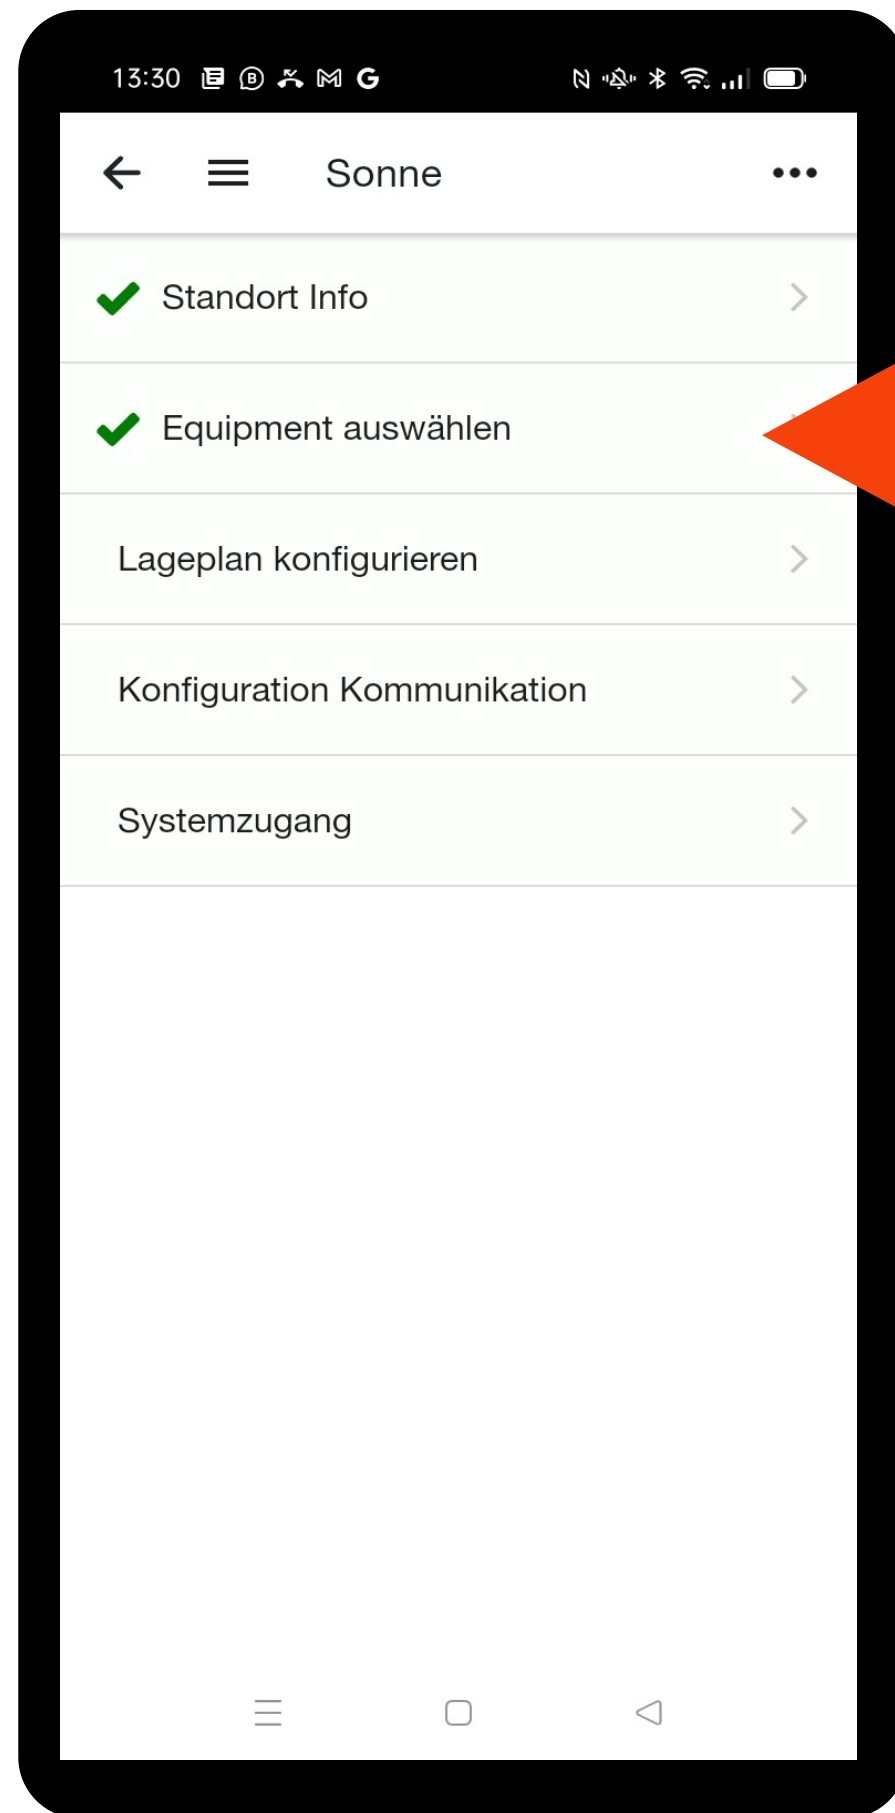 13:30
Sonne
Standort Info
Equipment auswählen
Lageplan konfigurieren
Konfiguration Kommunikation
Systemzugang